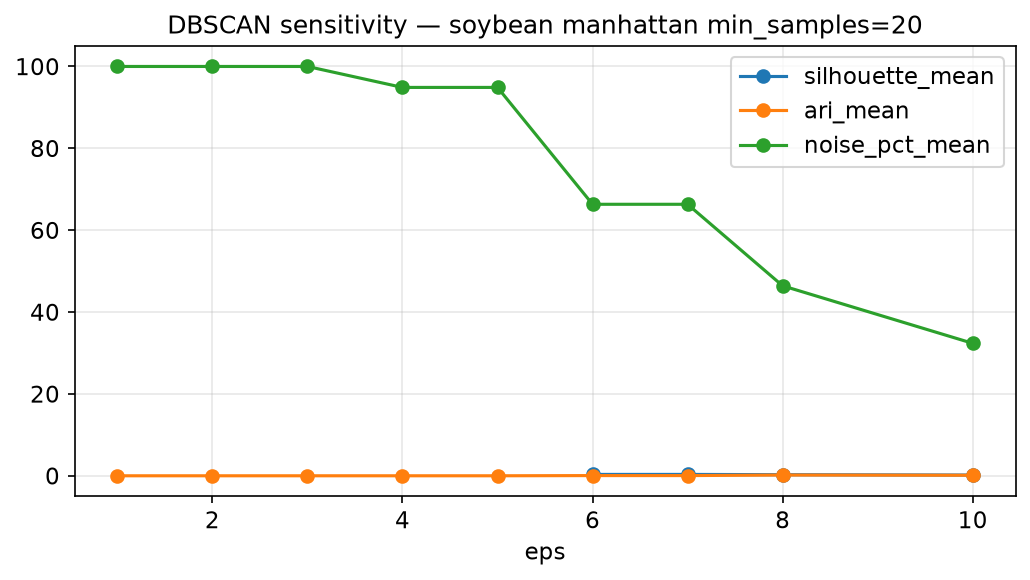 DBSCAN sensitivity — soybean manhattan min_samples=20
silhouette_mean
ari_mean
noise_pct_mean
100
80
60
40
20
0
2 4 6 8 10
eps